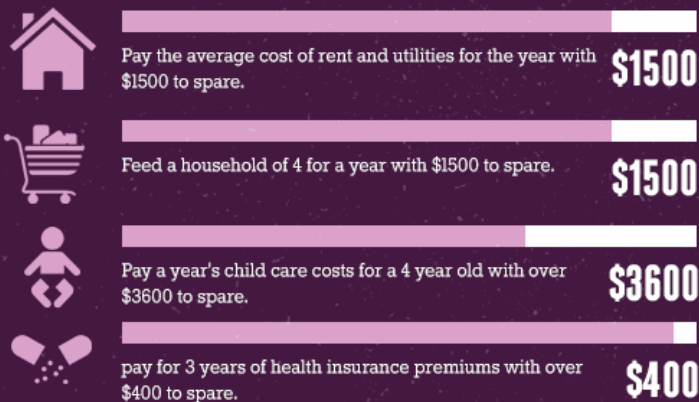 Pay the average cost of rent and utilities for the year with
$1500 to spare.
$1500
Feed a household of 4 for a year with $1500 to spare.
$1500
Pay a year's child care costs for a 4 year old with over
$3600 to spare.
$3600
pay for 3 years of health insurance premiums with over
$400 to spare.
$400